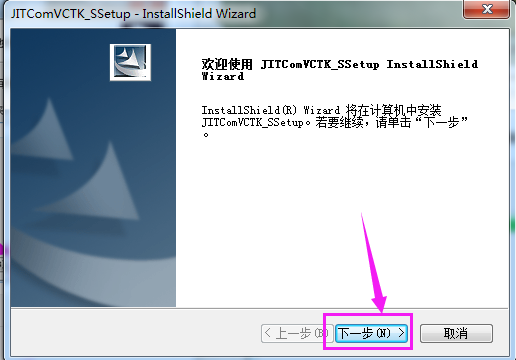 JITComVCTK_SSetup - InstallShield Wizard
欢迎使用 JITComVCTK_SSetup InstallShield
Wizard
InstallShield(R) Wizard 将在计算机中安装
JITComVCTK_SSetup。若要继续，请单击“下一步”
。
< 上一步(B) 下一步(N) > 取消